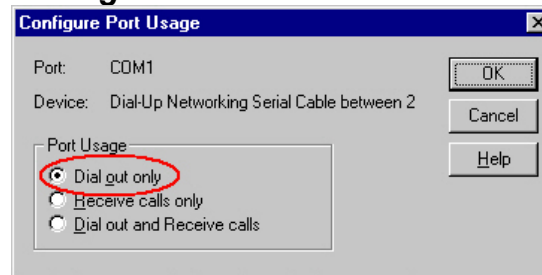 Configure Port Usage
Port: COM1
Device: Dial-Up Networking Serial Cable between 2
Port Usage
Dial out only
Receive calls only
Dial out and Receive calls
OK
Cancel
Help